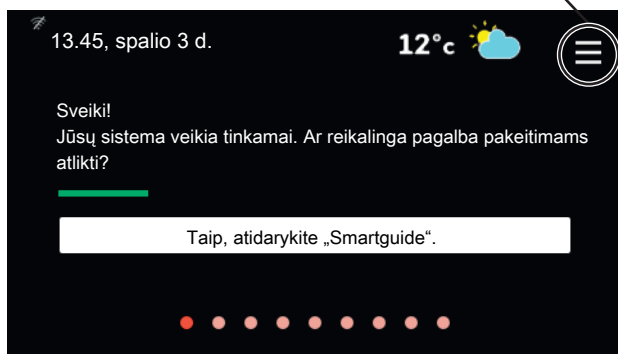 13.45, spalio 3 d.
12°c
Sveiki!
Jūsų sistema veikia tinkamai. Ar reikalinga pagalba pakeitimams
atlikti?
Taip, atidarykite „Smartguide“.